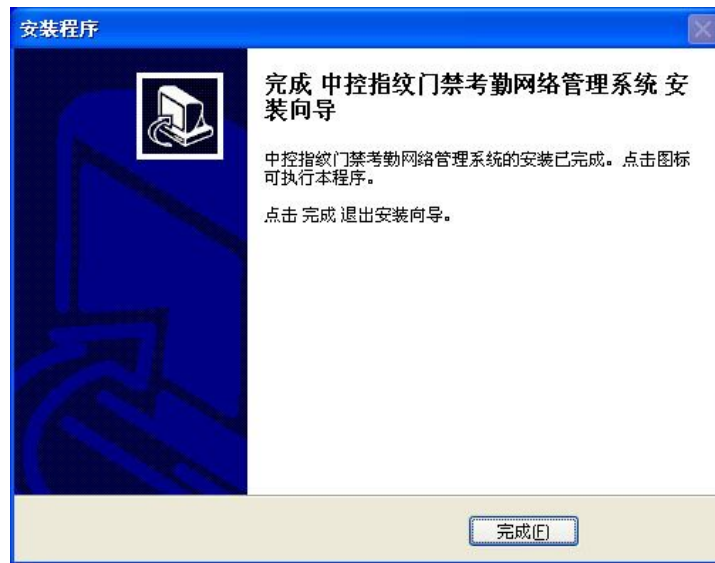 安装程序
完成 中控指纹门禁考勤网络管理系统 安
装向导
中控指纹门禁考勤网络管理系统的安装已完成。点击图标
可执行本程序。
点击 完成 退出安装向导。
完成(F)